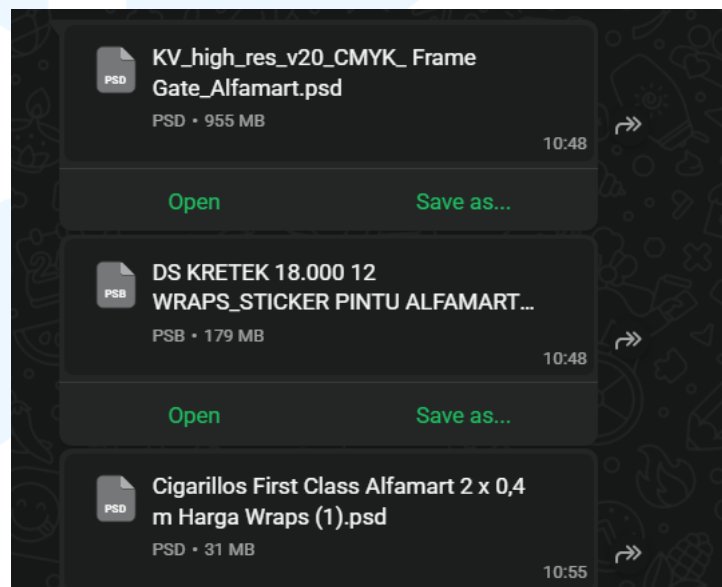 PSD
KV_high_res_v20_CMYK_ Frame
Gate_Alfamart.psd
PSD • 955 MB
10:48
Open Save as...
PSB
DS KRETEK 18.000 12
WRAPS_STICKER PINTU ALFAMART...
PSB • 179 MB
10:48
Open Save as...
PSD
Cigarillos First Class Alfamart 2 x 0,4
m Harga Wraps (1).psd
PSD • 31 MB
10:55